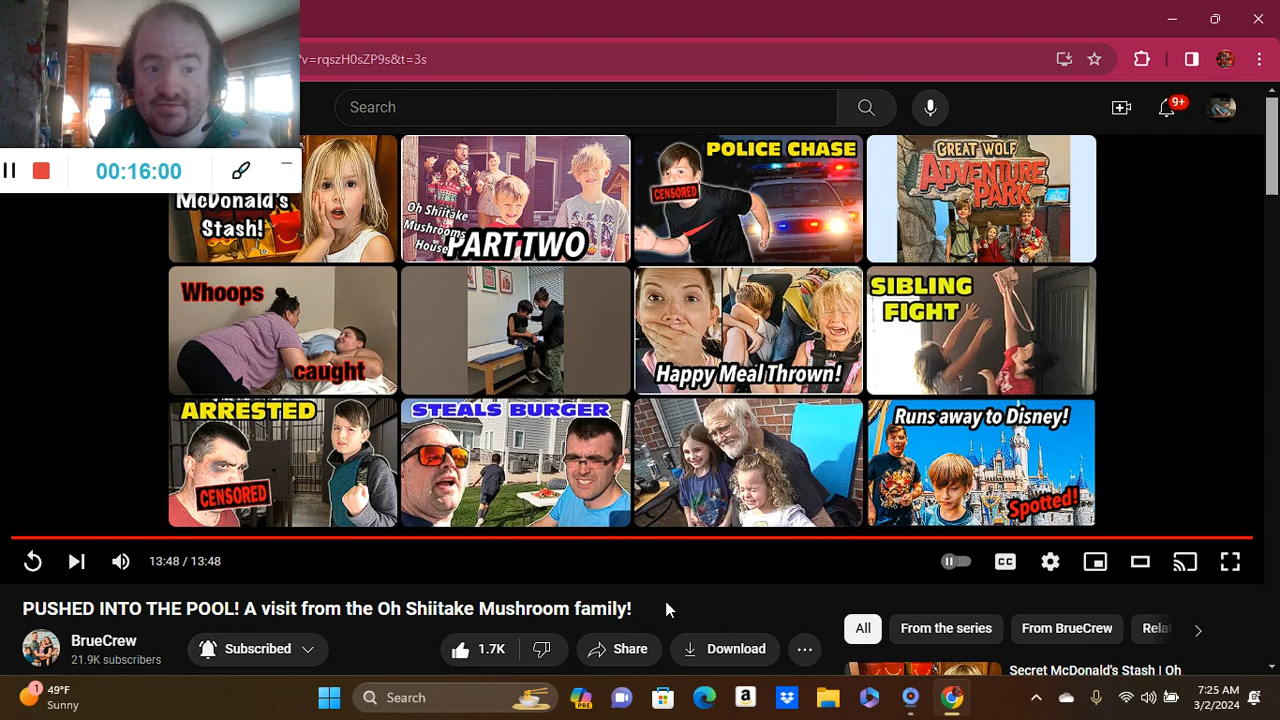 ?v=rqszH0sZP9s&t=3s
Search
9+
00:16:00
McDonald's
Stash!
Oh Shiitake
Mushrooms
House
PART TWO
POLICE CHASE
CENSORED
GREAT WOLF
ADVENTURE
PARK
Whoops
caught
Happy Meal Thrown!
SIBLING
FIGHT
ARRESTED
CENSORED
STEALS BURGER
Runs away to Disney!
Spotted!
13:48 / 13:48
CC
PUSHED INTO THE POOL! A visit from the Oh Shiitake Mushroom family!
BrueCrew
21.9K subscribers
Subscribed
1.7K
Share
Download
All
From the series
From BrueCrew
Relat
Secret McDonald's Stash | Oh
1
49°F
Sunny
Search
PRE
a
7:25 AM
3/2/2024